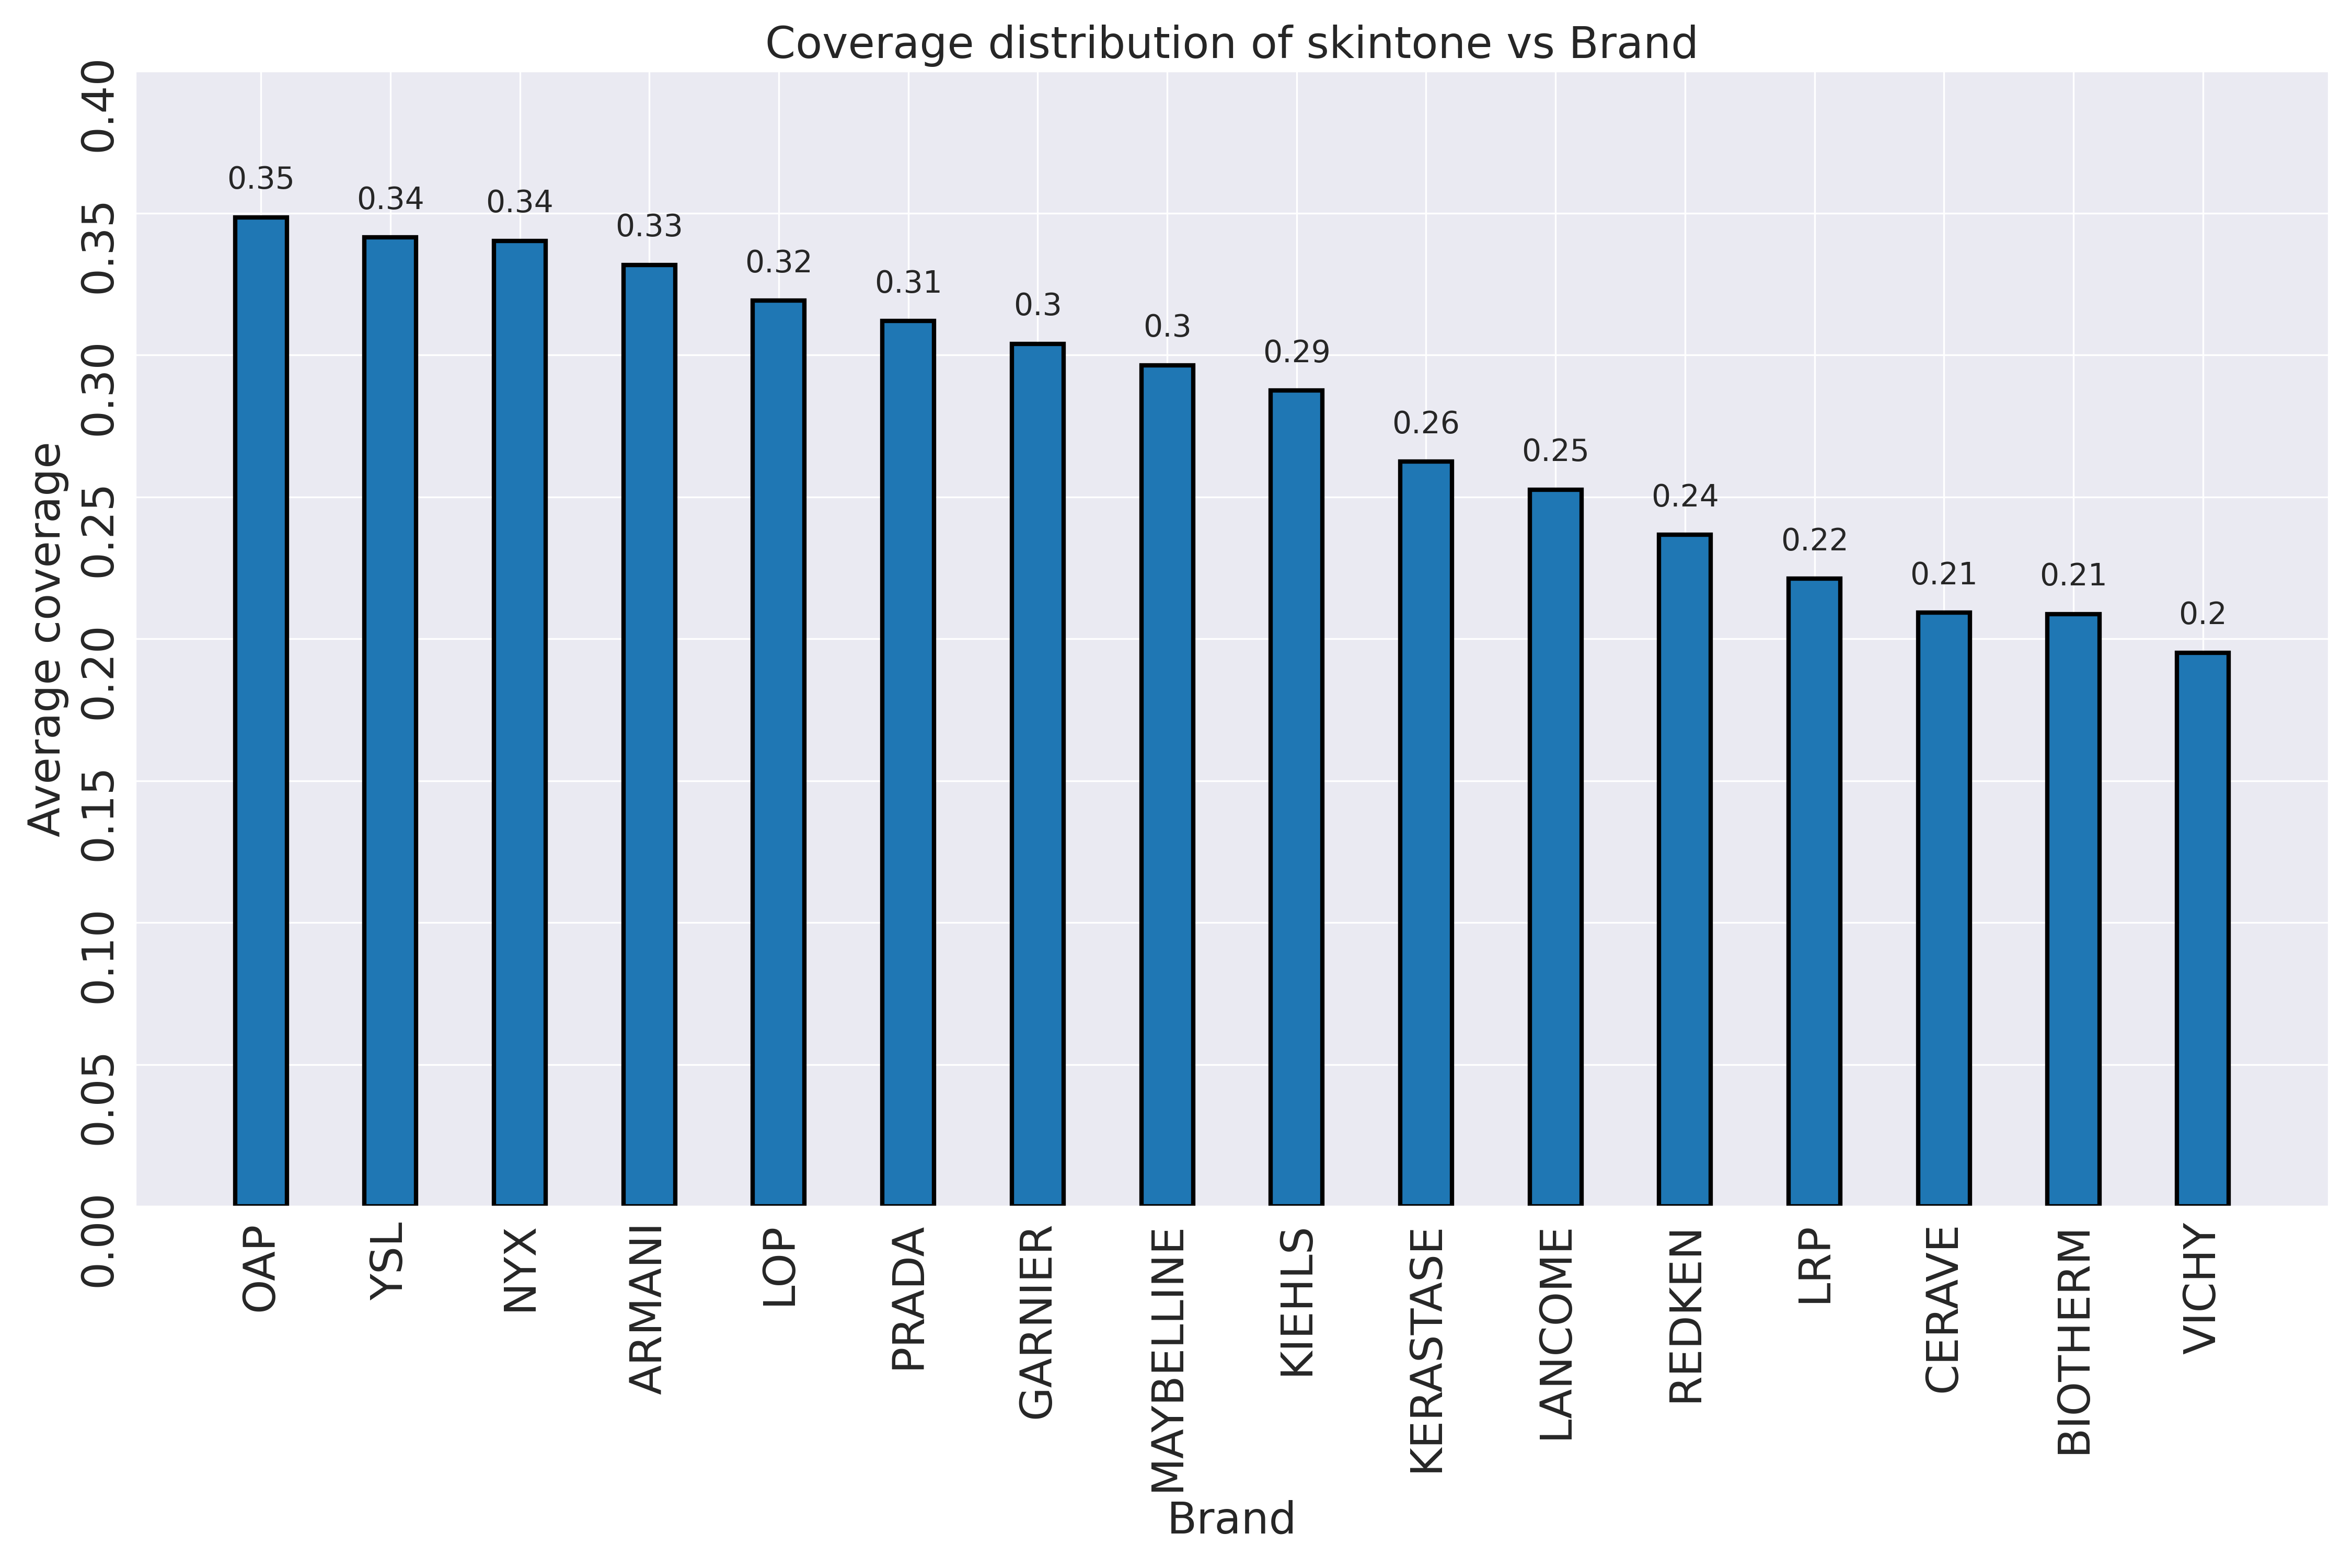 Coverage distribution of skintone vs Brand
Average coverage
0.40
0.35
0.30
0.25
0.20
0.15
0.10
0.05
0.00
0.35
0.34
0.34
0.33
0.32
0.31
0.3
0.3
0.29
0.26
0.25
0.24
0.22
0.21
0.21
0.2
OAP
YSL
NYX
ARMANI
LOP
PRADA
GARNIER
MAYBELLINE
KIEHLS
KERASTASE
LANCOME
REDKEN
LRP
CERAVE
BIOTHERM
VICHY
Brand